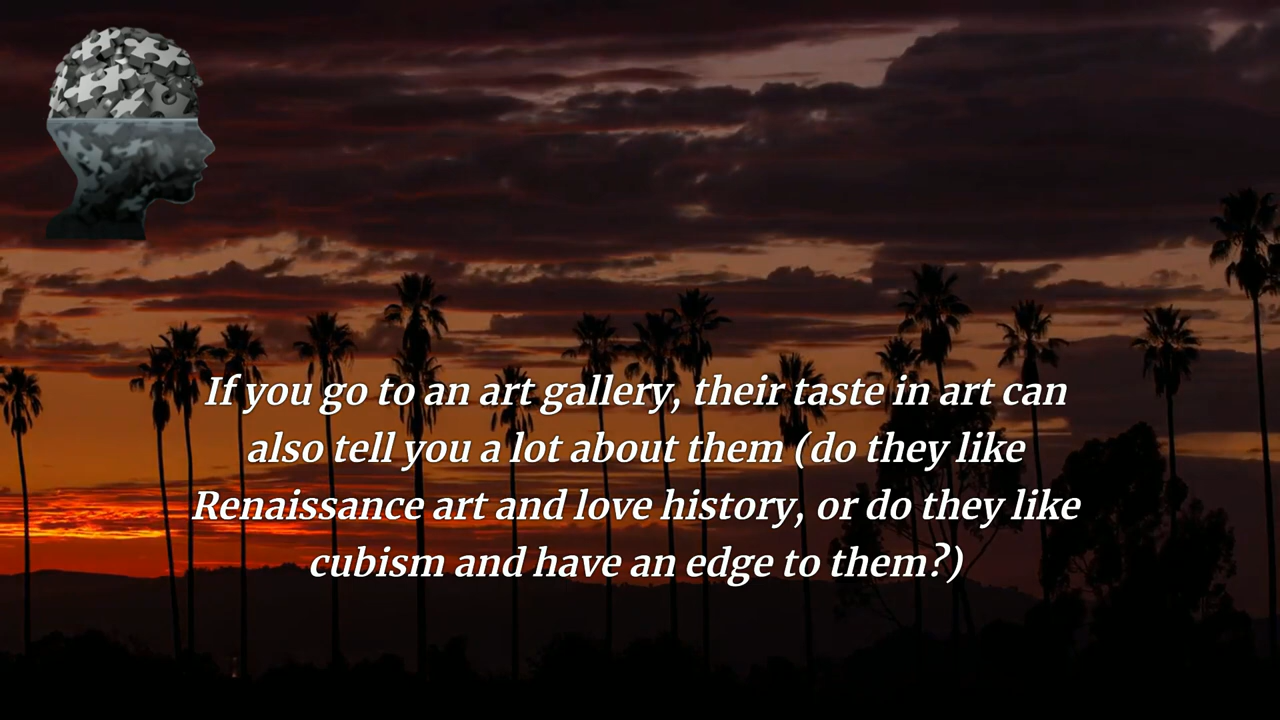 If you go to an art gallery, their taste in art can
also tell you a lot about them (do they like
Renaissance art and love history, or do they like
cubism and have an edge to them?)